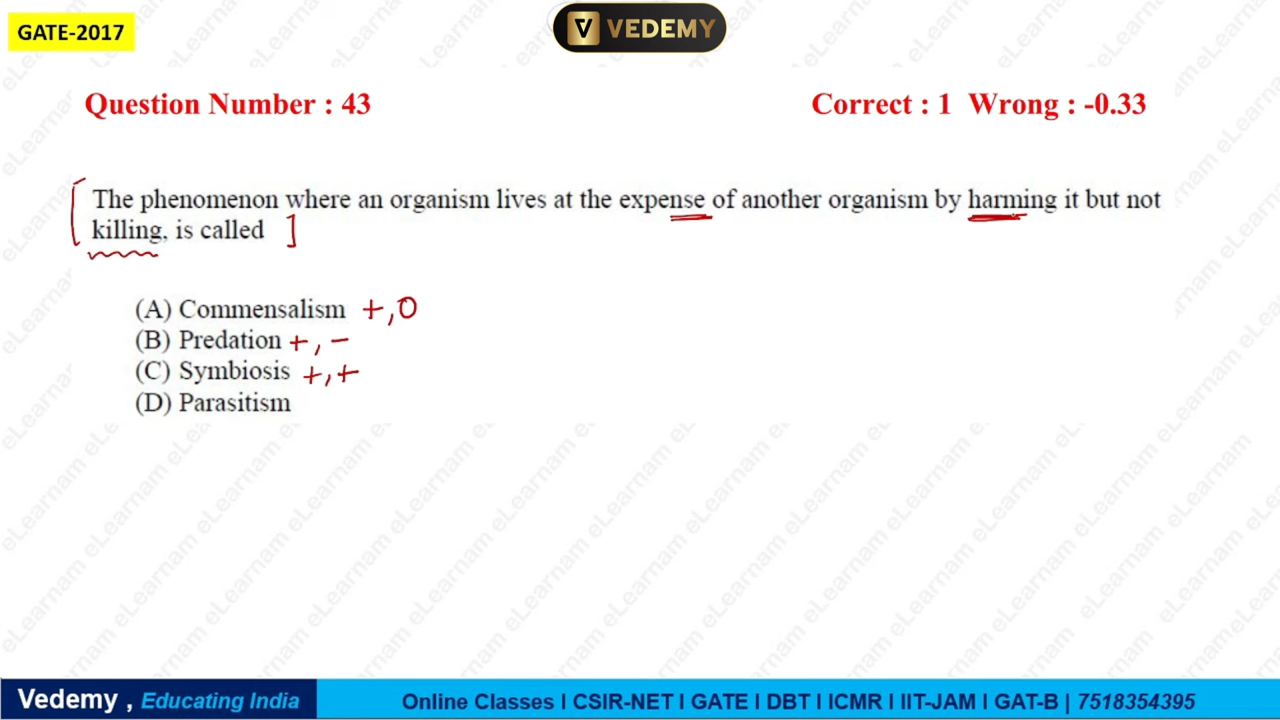 GATE-2017
VEDEMY
Question Number : 43
Correct : 1 Wrong : -0.33
The phenomenon where an organism lives at the expense of another organism by harming it but not
killing, is called
(A) Commensalism +,0
(B) Predation +,-
(C) Symbiosis +,+
(D) Parasitism
Vedemy , Educating India
Online Classes I CSIR-NET I GATE I DBT I ICMR I IIT-JAM I GAT-B | 7518354395